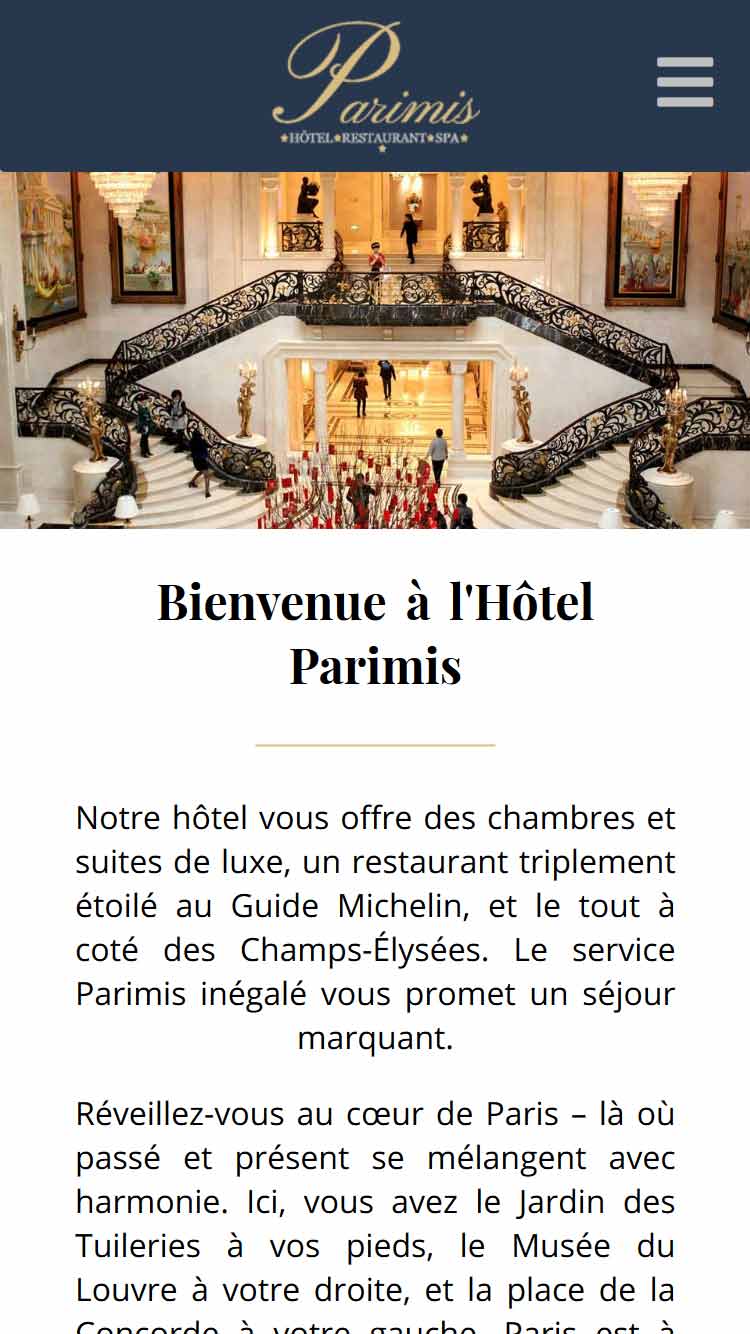 Parimis
HÔTEL★RESTAURANT★SPA
Bienvenue à l'Hôtel
Parimis
Notre hôtel vous offre des chambres et
suites de luxe, un restaurant triplement
étoilé au Guide Michelin, et le tout à
coté des Champs-Élysées. Le service
Parimis inégalé vous promet un séjour
marquant.
Réveillez-vous au cœur de Paris – là où
passé et présent se mélangent avec
harmonie. Ici, vous avez le Jardin des
Tuileries à vos pieds, le Musée du
Louvre à votre droite, et la place de la
Concorde à votre gauche. Paris est à